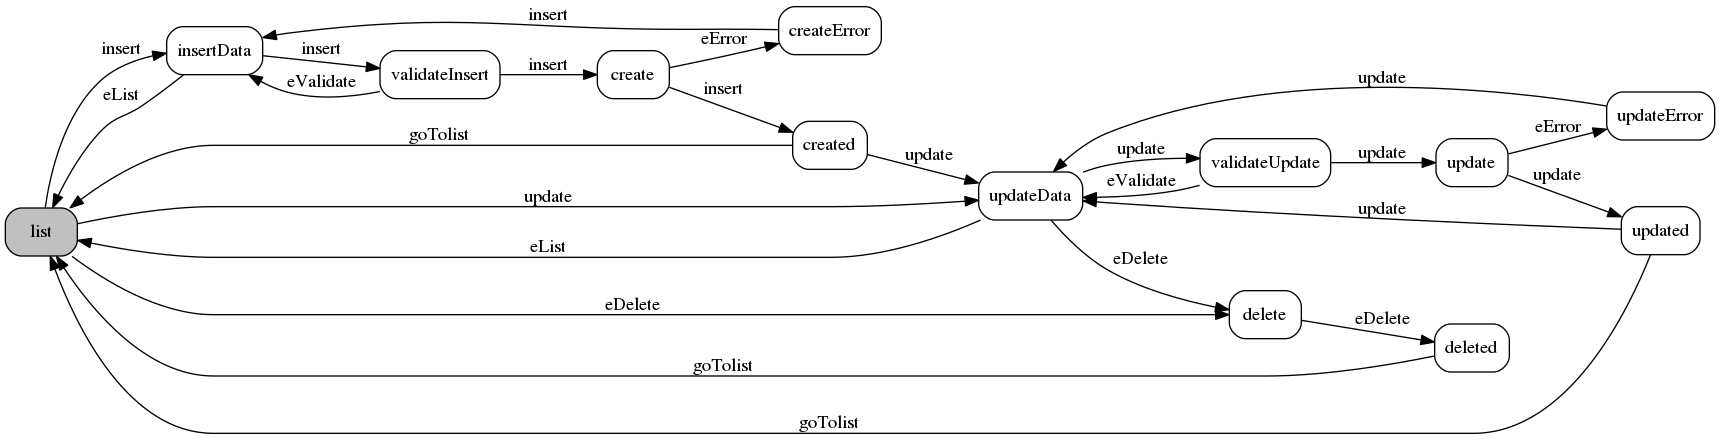 insert
createError
insert
insertData
insert
eError
validateInsert
insert
create
eValidate
eList
insert
update
updateError
goTolist
created
eError
update
update
validateUpdate
update
update
eValidate
update
updateData
update
update
updated
list
eList
eDelete
eDelete
delete
eDelete
deleted
goTolist
goTolist